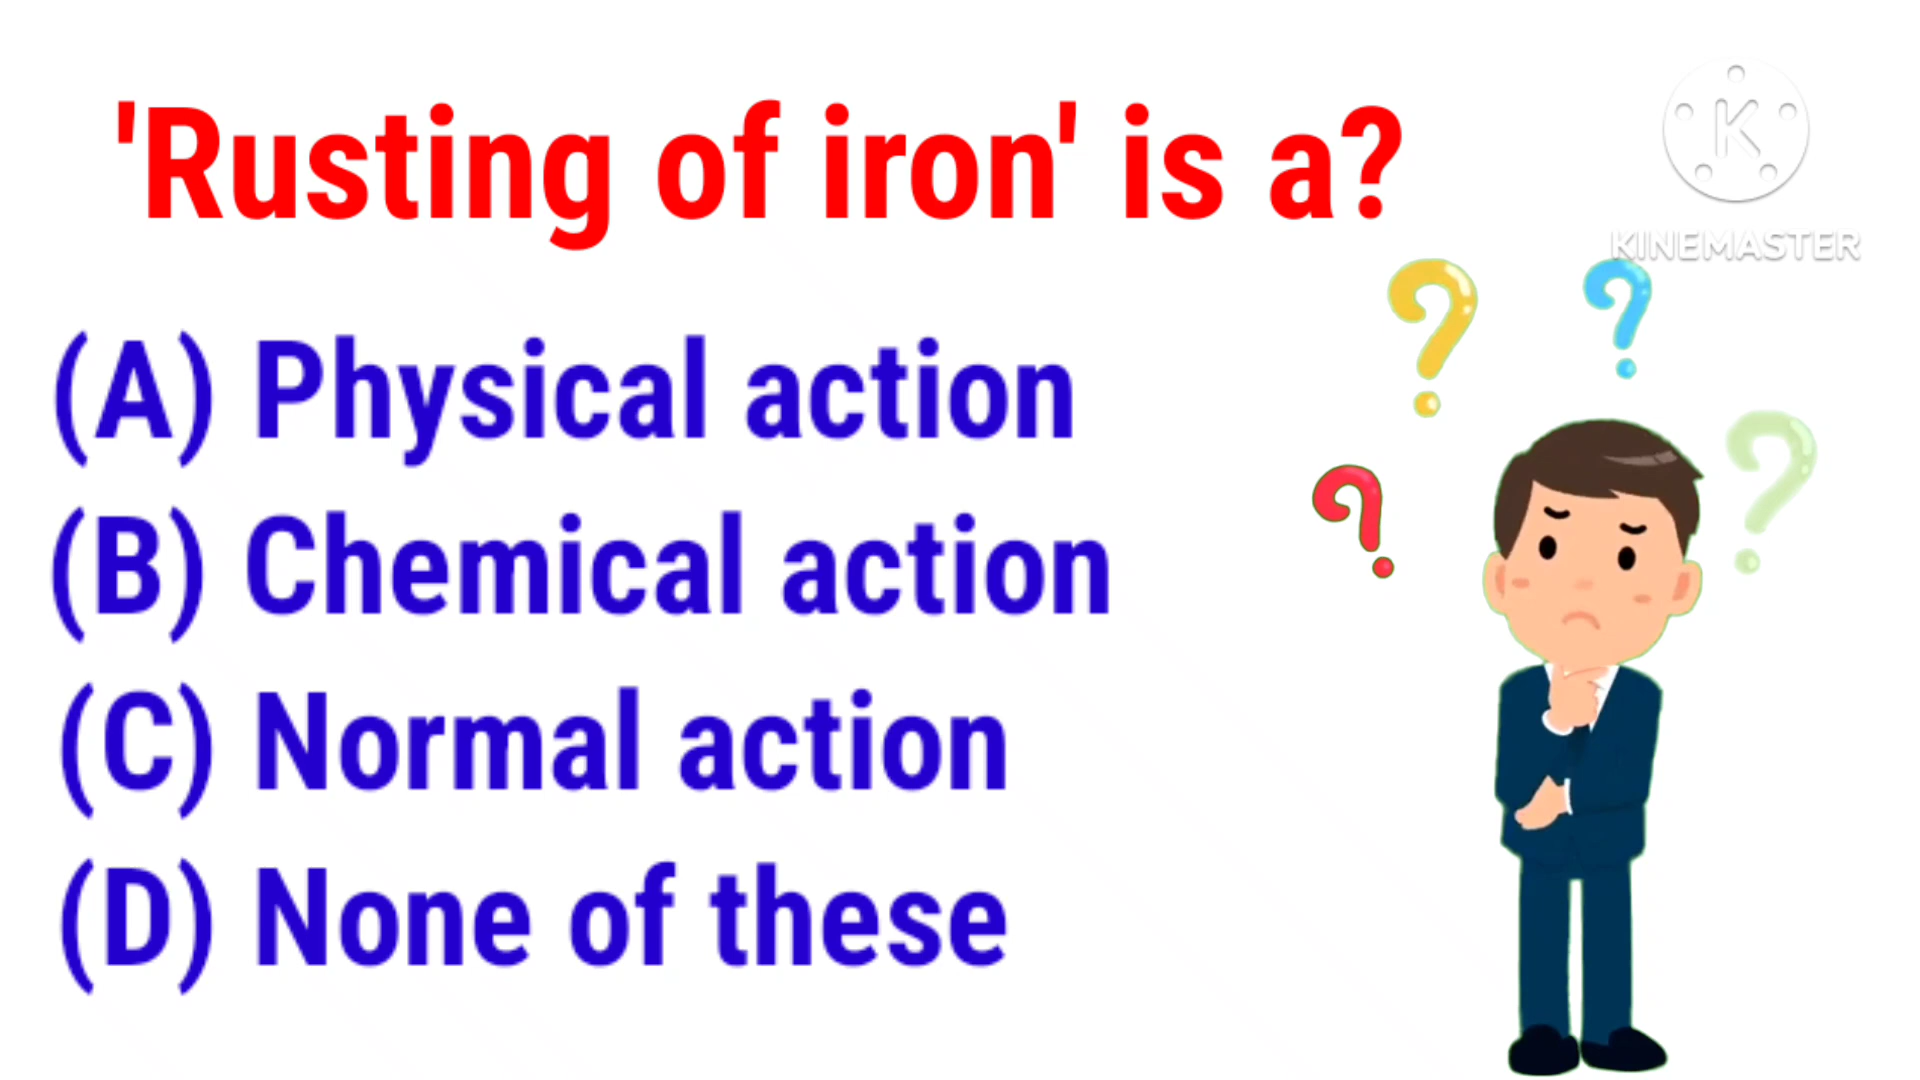 'Rusting of iron' is a?
K
KINEMASTER
(A) Physical action
(B) Chemical action
(C) Normal action
(D) None of these